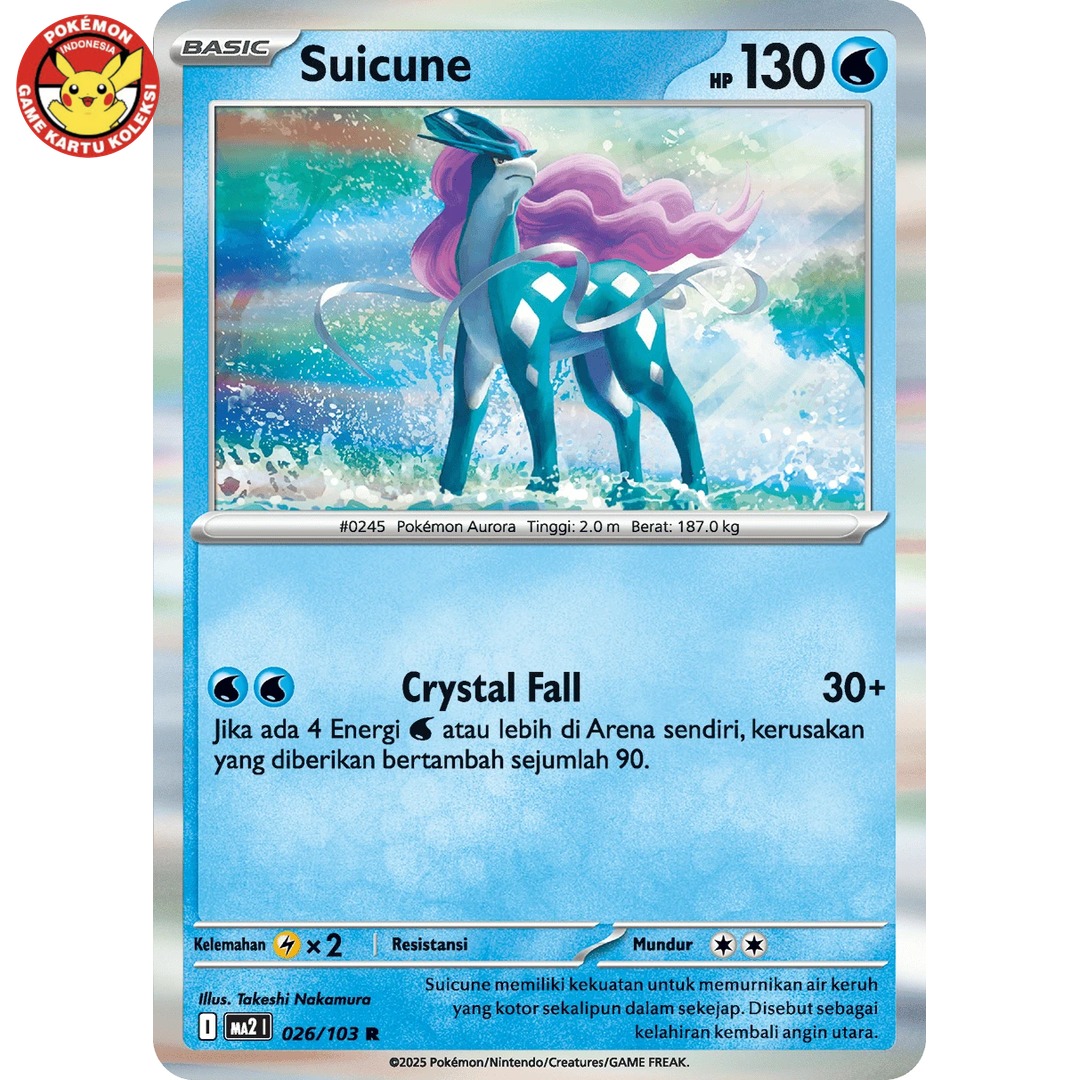 POKÉMON
INDONESIA
GAME KARTU KOLEKSI
BASIC
Suicune
HP 130
#0245 Pokémon Aurora Tinggi: 2.0 m Berat: 187.0 kg
Crystal Fall 30+
Jika ada 4 Energi atau lebih di Arena sendiri, kerusakan
yang diberikan bertambah sejumlah 90.
Kelemahan ×2 Resistansi Mundur
Suicune memiliki kekuatan untuk memurnikan air keruh
yang kotor sekalipun dalam sekejap. Disebut sebagai
kelahiran kembali angin utara.
Illus. Takeshi Nakamura
I MA2 I 026/103 R
©2025 Pokémon/Nintendo/Creatures/GAME FREAK.